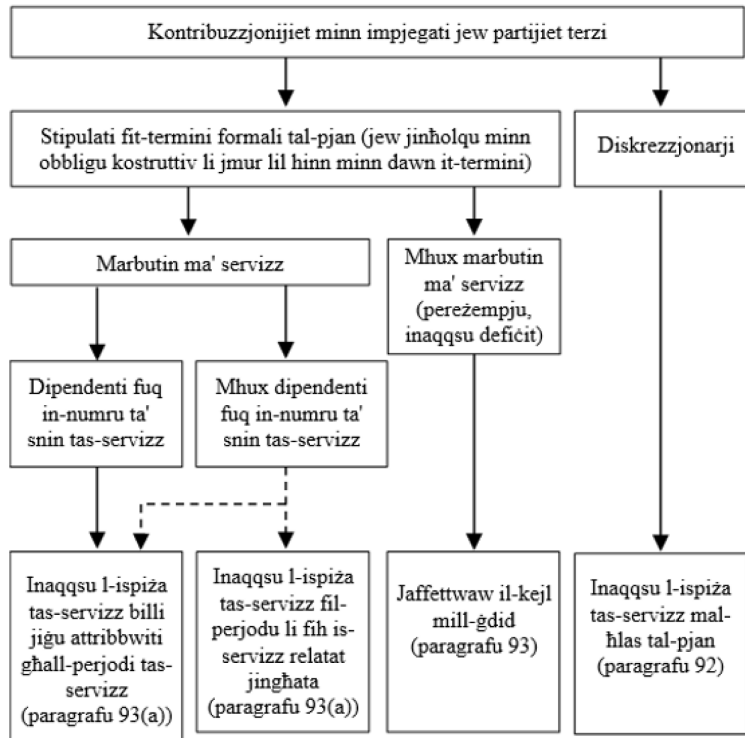 Kontribuzzjonijiet minn impjegati jew partijiet terzi
Stipulati fit-termini formali tal-pjan (jew jinħolqu minn
obbligu kostruttiv li jmur lil hinn minn dawn it-termini)
Diskrezzjonarji
Marbutin ma' servizz
Mhux marbutin
ma' servizz
(pereżempju,
inaqqsu defiċit)
Dipendenti fuq
in-numru ta'
snin tas-servizz
Mhux dipendenti
fuq in-numru ta'
snin tas-servizz
Inaqqsu l-ispiża
tas-servizz billi
jiġu attribbwiti
għall-perjodi tas-
servizz
(paragrafu 93(a))
Inaqqsu l-ispiża
tas-servizz fil-
perjodu li fih is-
servizz relatat
jingħata
(paragrafu 93(a))
Jaffettwaw il-kejl
mill-ġdid
(paragrafu 93)
Inaqqsu l-ispiża
tas-servizz mal-
ħlas tal-pjan
(paragrafu 92)